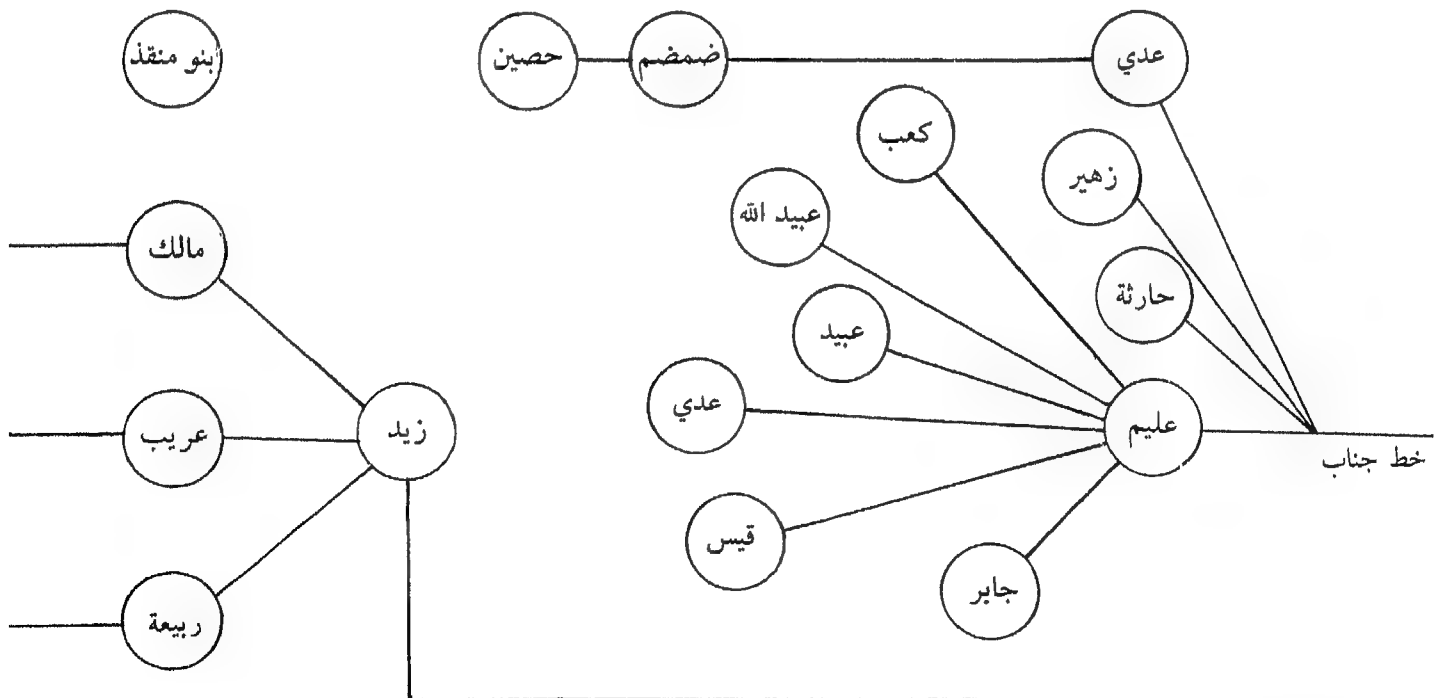 عدي
ضمضم
حصين
بنو منقذ
كعب
زهير
عبيد الله
حارثة
مالك
عبيد
عدي
عليم
زيد
عريب
خط جناب
قيس
جابر
ربيعة